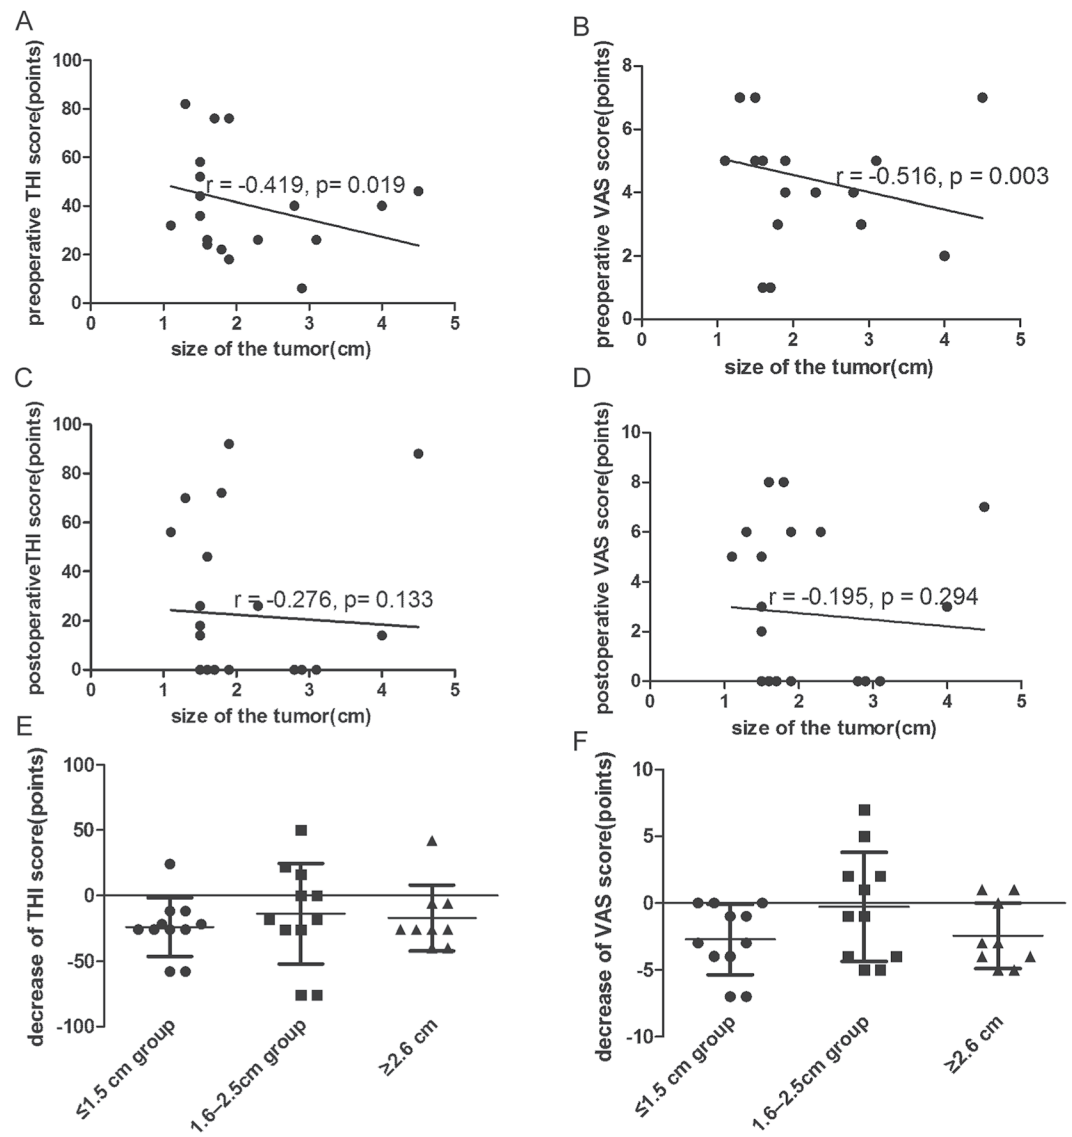 A
preoperative THI score(points)
100
80
60
40
20
0
r = -0.419, p= 0.019
0 1 2 3 4 5
size of the tumor(cm)
B
preoperative VAS score(points)
8
6
4
2
0
r = -0.516, p = 0.003
0 1 2 3 4 5
size of the tumor(cm)
C
postoperativeTHI score(points)
100
80
60
40
20
0
r = -0.276, p= 0.133
0 1 2 3 4 5
size of the tumor(cm)
D
postoperative VAS score(points)
10
8
6
4
2
0
r = -0.195, p = 0.294
0 1 2 3 4 5
size of the tumor(cm)
E
decrease of THI score(points)
100
50
0
-50
-100
≤1.5 cm group
1.6–2.5cm group
≥2.6 cm
F
decrease of VAS score(points)
10
5
0
-5
-10
≤1.5 cm group
1.6–2.5cm group
≥2.6 cm